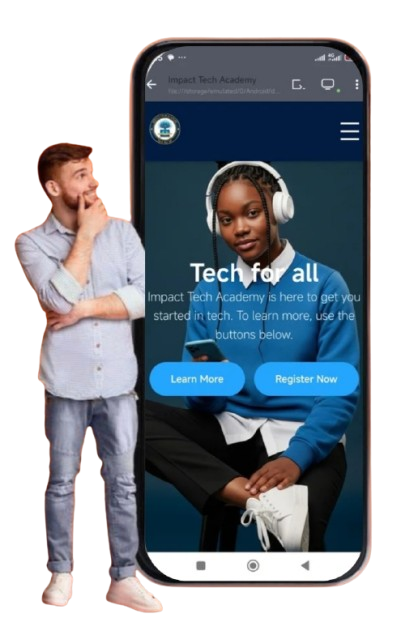 Impact Tech Academy
Tech for all
Impact Tech Academy is here to get you
started in tech. To learn more, use the
buttons below.
Learn More
Register Now